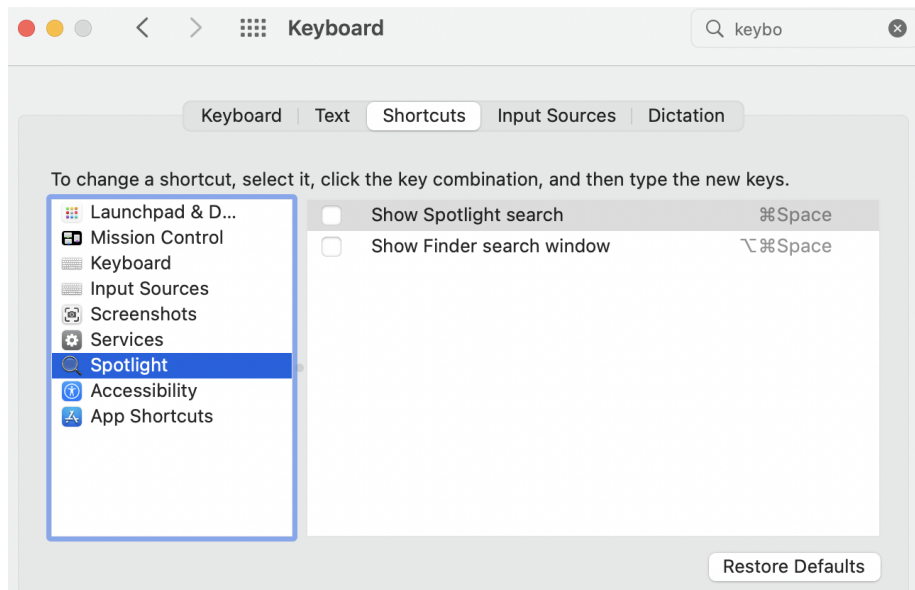 Keyboard
keybo
Keyboard Text Shortcuts Input Sources Dictation
To change a shortcut, select it, click the key combination, and then type the new keys.
Launchpad & D...
Mission Control
Keyboard
Input Sources
Screenshots
Services
Spotlight
Accessibility
App Shortcuts
Show Spotlight search ⌘Space
Show Finder search window ⌥⌘Space
Restore Defaults